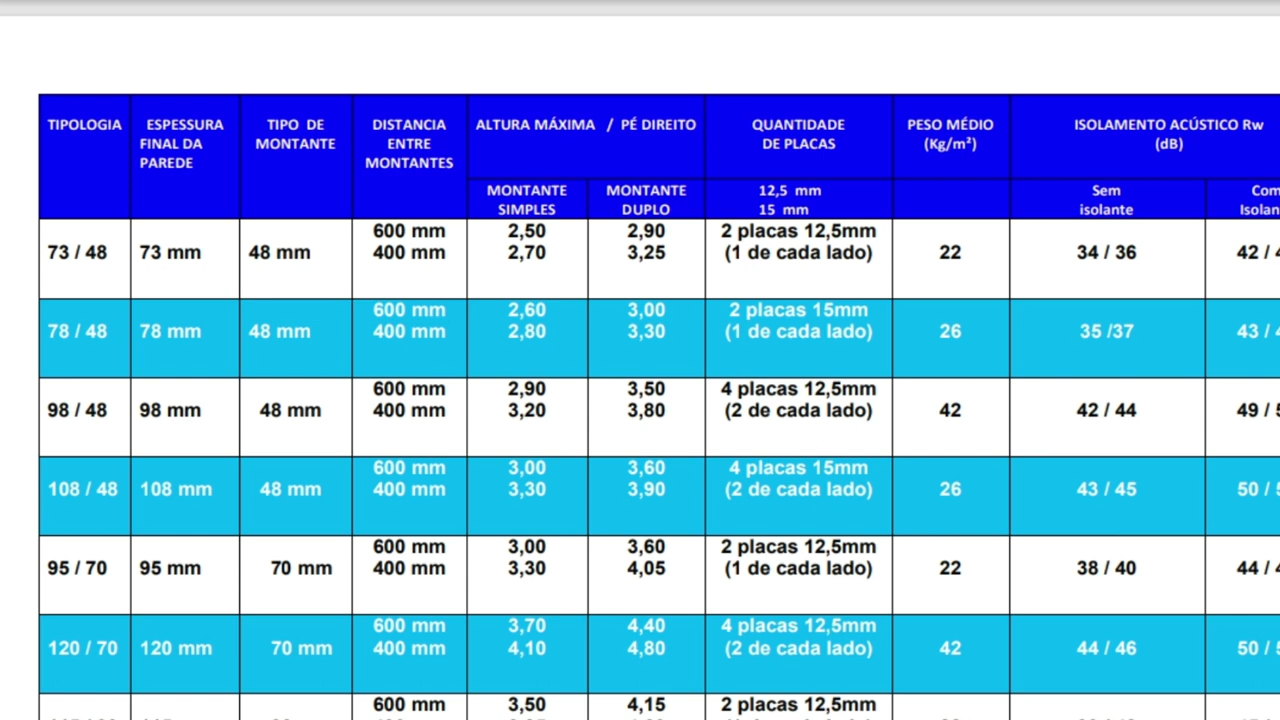 TIPOLOGIA ESPESSURA FINAL DA PAREDE TIPO DE MONTANTE DISTANCIA ENTRE MONTANTES ALTURA MÁXIMA / PÉ DIREITO QUANTIDADE DE PLACAS PESO MÉDIO (Kg/m²) ISOLAMENTO ACÚSTICO Rw (dB)
MONTANTE SIMPLES MONTANTE DUPLO 12,5 mm 15 mm Sem isolante Com
600 mm 2,50 2,90 2 placas 12,5mm
73 / 48 73 mm 48 mm 400 mm 2,70 3,25 (1 de cada lado) 22 34 / 36 42 /
600 mm 2,60 3,00 2 placas 15mm
78 / 48 78 mm 48 mm 400 mm 2,80 3,30 (1 de cada lado) 26 35 /37 43 /
600 mm 2,90 3,50 4 placas 12,5mm
98 / 48 98 mm 48 mm 400 mm 3,20 3,80 (2 de cada lado) 42 42 / 44 49 /
600 mm 3,00 3,60 4 placas 15mm
108 / 48 108 mm 48 mm 400 mm 3,30 3,90 (2 de cada lado) 26 43 / 45 50 /
600 mm 3,00 3,60 2 placas 12,5mm
95 / 70 95 mm 70 mm 400 mm 3,30 4,05 (1 de cada lado) 22 38 / 40 44 /
600 mm 3,70 4,40 4 placas 12,5mm
120 / 70 120 mm 70 mm 400 mm 4,10 4,80 (2 de cada lado) 42 44 / 46 50 /
600 mm 3,50 4,15 2 placas 12,5mm